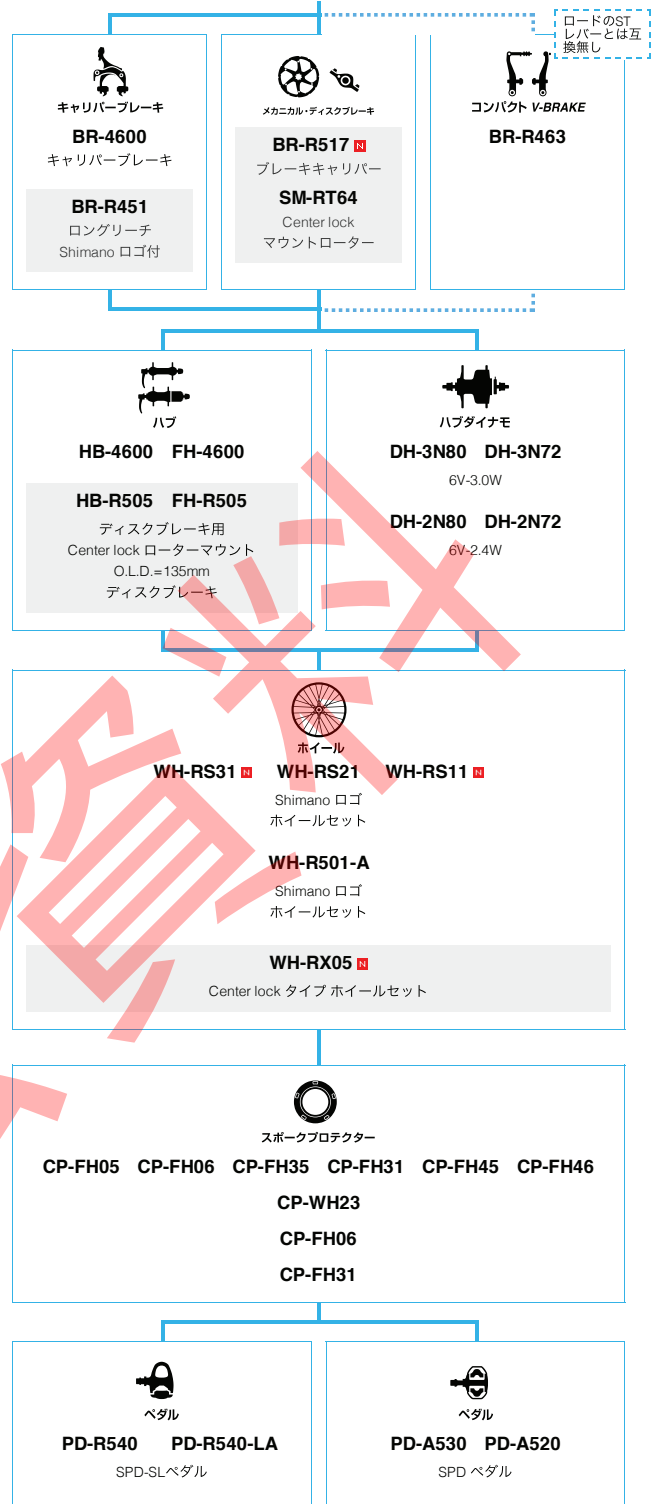 ロードのST
レバーとは互
換無し
キャリパーブレーキ
BR-4600
キャリパーブレーキ
BR-R451
ロングリーチ
Shimano ロゴ付
メカニカル・ディスクブレーキ
BR-R517 N
ブレーキキャリパー
SM-RT64
Center lock
マウントローター
コンパクト V-BRAKE
BR-R463
ハブ
HB-4600 FH-4600
HB-R505 FH-R505
ディスクブレーキ用
Center lock ローターマウント
O.L.D.=135mm
ディスクブレーキ
ハブダイナモ
DH-3N80 DH-3N72
6V-3.0W
DH-2N80 DH-2N72
6V-2.4W
ホイール
WH-RS31 N WH-RS21 WH-RS11 N
Shimano ロゴ
ホイールセット
WH-R501-A
Shimano ロゴ
ホイールセット
WH-RX05 N
Center lock タイプ ホイールセット
スポークプロテクター
CP-FH05 CP-FH06 CP-FH35 CP-FH31 CP-FH45 CP-FH46
CP-WH23
CP-FH06
CP-FH31
ペダル
PD-R540 PD-R540-LA
SPD-SLペダル
ペダル
PD-A530 PD-A520
SPD ペダル
資料